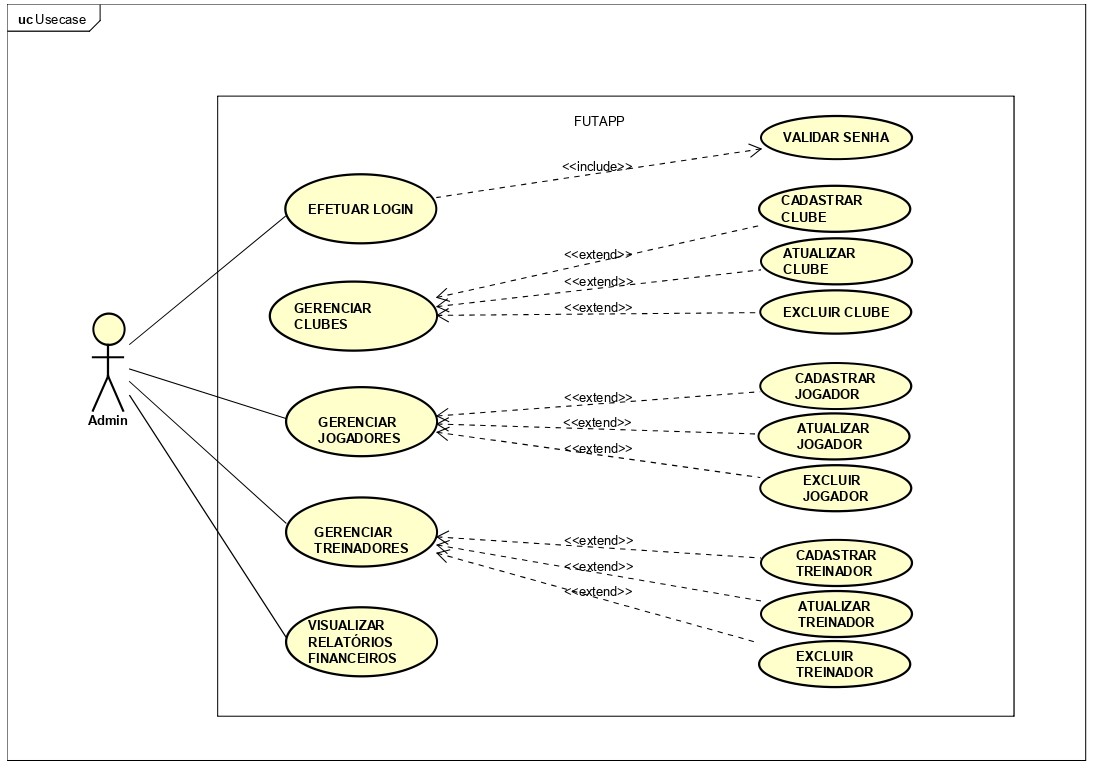 uc Usecase
FUTAPP
VALIDAR SENHA
<<include>>
EFETUAR LOGIN
CADASTRAR
CLUBE
<<extend>>
ATUALIZAR
CLUBE
<<extend>>
GERENCIAR
CLUBES
<<extend>>
EXCLUIR CLUBE
Admin
CADASTRAR
JOGADOR
<<extend>>
GERENCIAR
JOGADORES
<<extend>>
ATUALIZAR
JOGADOR
<<extend>>
EXCLUIR
JOGADOR
GERENCIAR
TREINADORES
<<extend>>
CADASTRAR
TREINADOR
<<extend>>
ATUALIZAR
TREINADOR
<<extend>>
VISUALIZAR
RELATÓRIOS
FINANCEIROS
EXCLUIR
TREINADOR